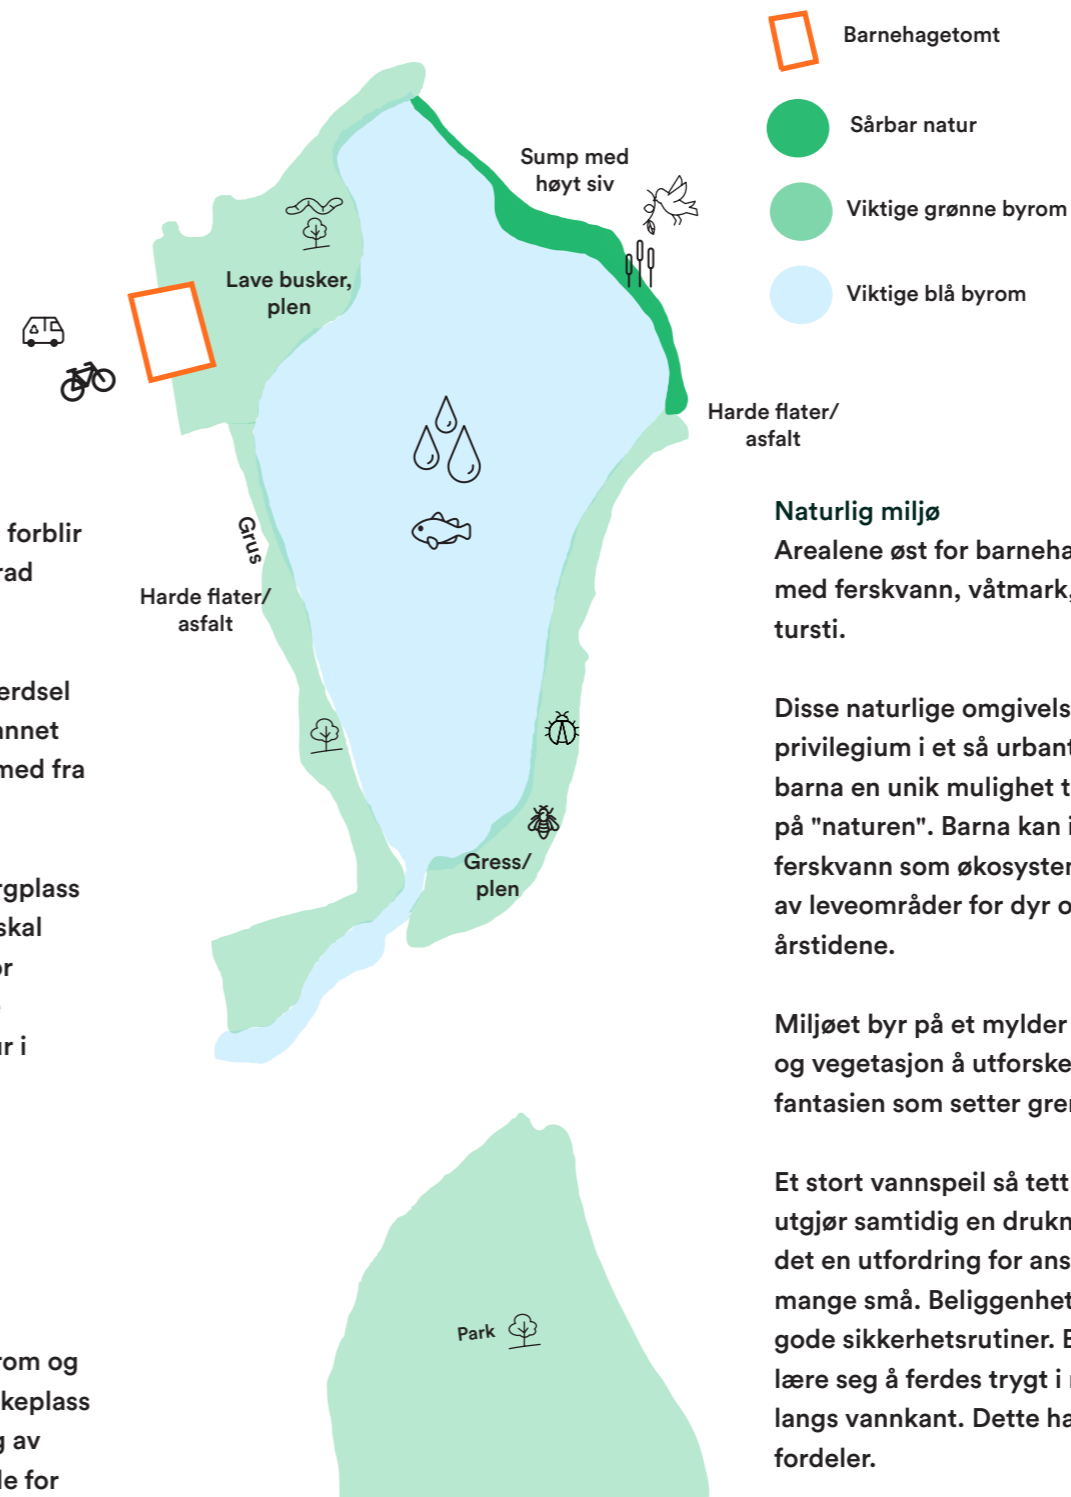 Barnehagetomt
Sårbar natur
Viktige grønne byrom
Viktige blå byrom
Sump med
høyt siv
Lave busker,
plen
Harde flater/
asfalt
Grus
Harde flater/
asfalt
Gress/
plen
Park
forblir
rad
erdsel
annet
med fra
rgplass
skal
or
ur i
rom og
keplass
g av
le for
Naturlig miljø
Arealene øst for barneha
med ferskvann, våtmark,
tursti.
Disse naturlige omgivels
privilegium i et så urbant
barna en unik mulighet t
på "naturen". Barna kan i
ferskvann som økosyster
av leveområder for dyr o
årstidene.
Miljøet byr på et mylder
og vegetasjon å utforske
fantasien som setter gre
Et stort vannspeil så tett
utgjør samtidig en drukn
det en utfordring for ans
mange små. Beliggenhet
gode sikkerhetsrutiner.
lære seg å ferdes trygt i
langs vannkant. Dette ha
fordeler.